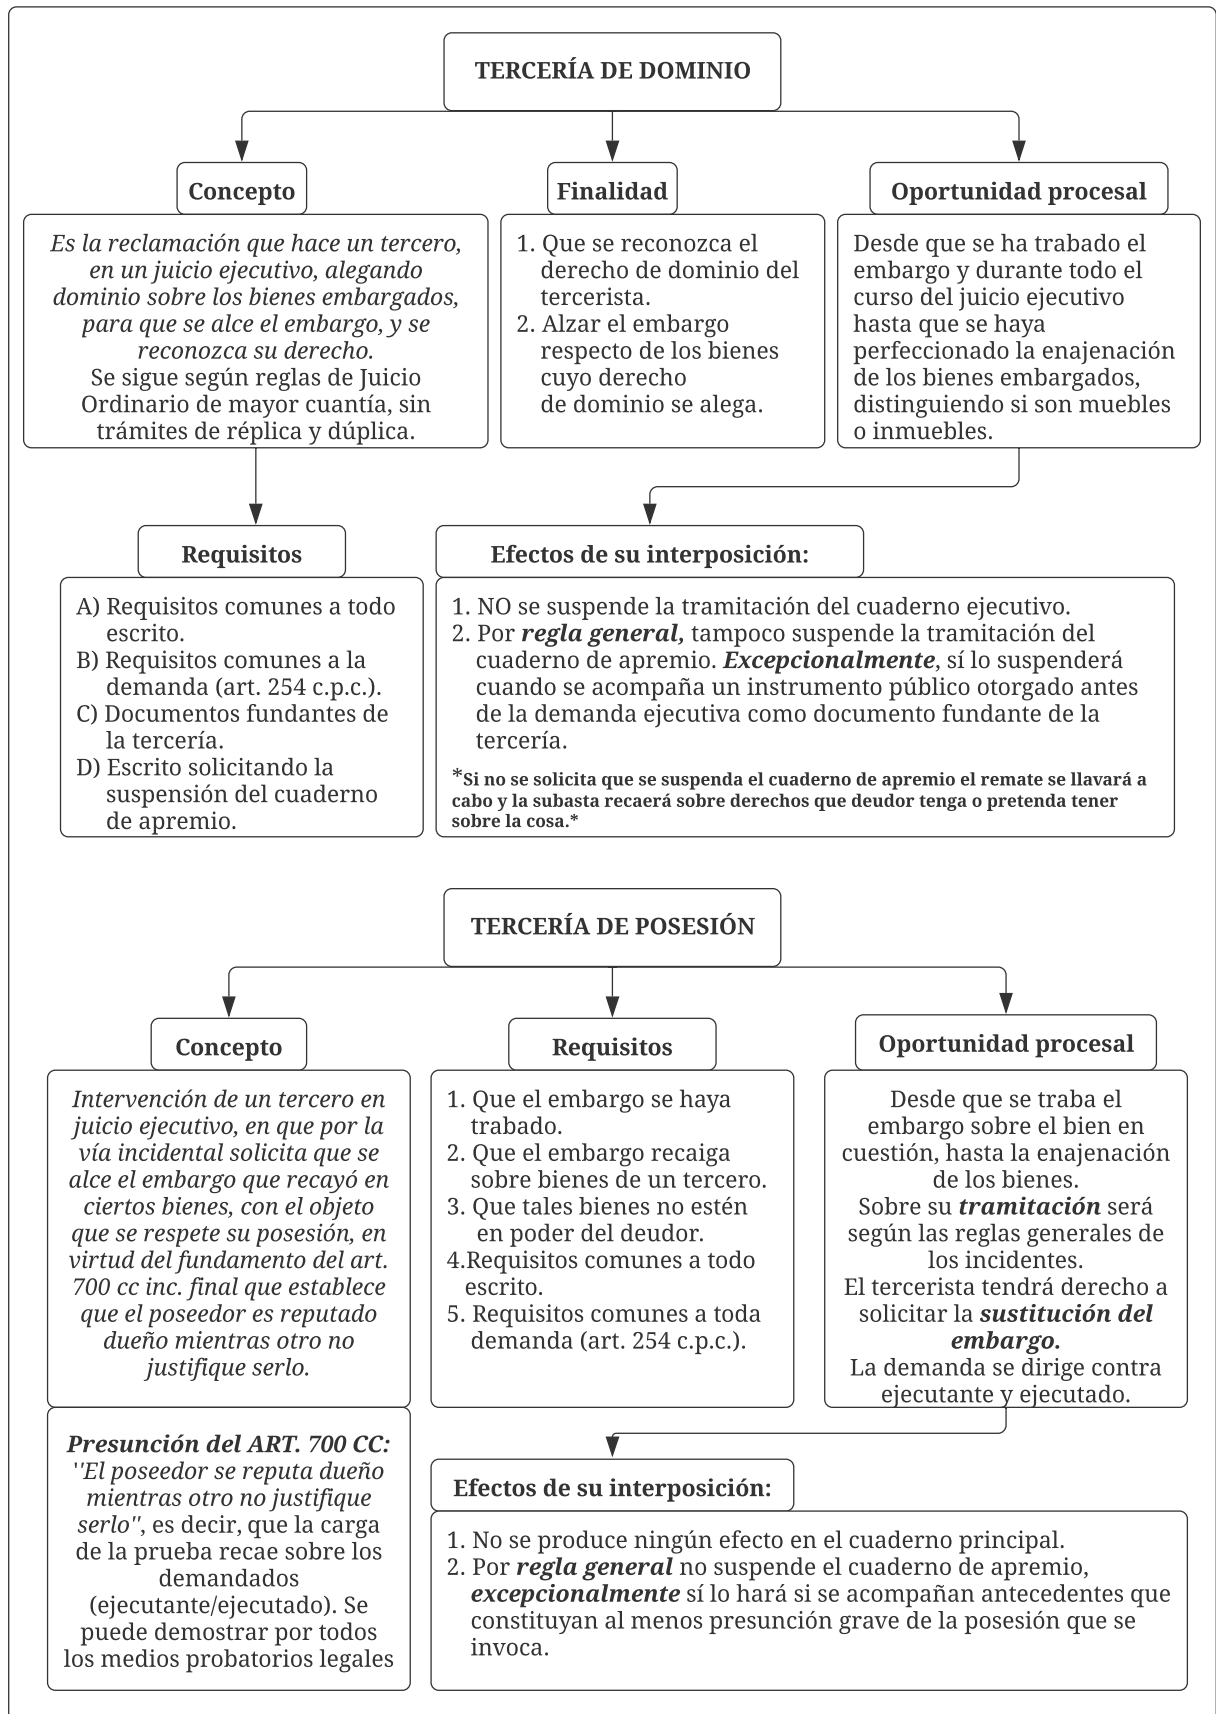 TERCERÍA DE DOMINIO
Concepto
Es la reclamación que hace un tercero,
en un juicio ejecutivo, alegando
dominio sobre los bienes embargados,
para que se alce el embargo, y se
reconozca su derecho.
Se sigue según reglas de Juicio
Ordinario de mayor cuantía, sin
trámites de réplica y dúplica.
Finalidad
1. Que se reconozca el
derecho de dominio del
tercerista.
2. Alzar el embargo
respecto de los bienes
cuyo derecho
de dominio se alega.
Oportunidad procesal
Desde que se ha trabado el
embargo y durante todo el
curso del juicio ejecutivo
hasta que se haya
perfeccionado la enajenación
de los bienes embargados,
distinguiendo si son muebles
o inmuebles.
Requisitos
A) Requisitos comunes a todo
escrito.
B) Requisitos comunes a la
demanda (art. 254 c.p.c.).
C) Documentos fundantes de
la tercería.
D) Escrito solicitando la
suspensión del cuaderno
de apremio.
Efectos de su interposición:
1. NO se suspende la tramitación del cuaderno ejecutivo.
2. Por regla general, tampoco suspende la tramitación del
cuaderno de apremio. Excepcionalmente, sí lo suspenderá
cuando se acompaña un instrumento público otorgado antes
de la demanda ejecutiva como documento fundante de la
tercería.
*Si no se solicita que se suspenda el cuaderno de apremio el remate se llavará a
cabo y la subasta recaerá sobre derechos que deudor tenga o pretenda tener
sobre la cosa.*
TERCERÍA DE POSESIÓN
Concepto
Intervención de un tercero en
juicio ejecutivo, en que por la
vía incidental solicita que se
alce el embargo que recayó en
ciertos bienes, con el objeto
que se respete su posesión, en
virtud del fundamento del art.
700 cc inc. final que establece
que el poseedor es reputado
dueño mientras otro no
justifique serlo.
Presunción del ART. 700 CC:
''El poseedor se reputa dueño
mientras otro no justifique
serlo'', es decir, que la carga
de la prueba recae sobre los
demandados
(ejecutante/ejecutado). Se
puede demostrar por todos
los medios probatorios legales
Requisitos
1. Que el embargo se haya
trabado.
2. Que el embargo recaiga
sobre bienes de un tercero.
3. Que tales bienes no estén
en poder del deudor.
4.Requisitos comunes a todo
escrito.
5. Requisitos comunes a toda
demanda (art. 254 c.p.c.).
Oportunidad procesal
Desde que se traba el
embargo sobre el bien en
cuestión, hasta la enajenación
de los bienes.
Sobre su tramitación será
según las reglas generales de
los incidentes.
El tercerista tendrá derecho a
solicitar la sustitución del
embargo.
La demanda se dirige contra
ejecutante y ejecutado.
Efectos de su interposición:
1. No se produce ningún efecto en el cuaderno principal.
2. Por regla general no suspende el cuaderno de apremio,
excepcionalmente sí lo hará si se acompañan antecedentes que
constituyan al menos presunción grave de la posesión que se
invoca.